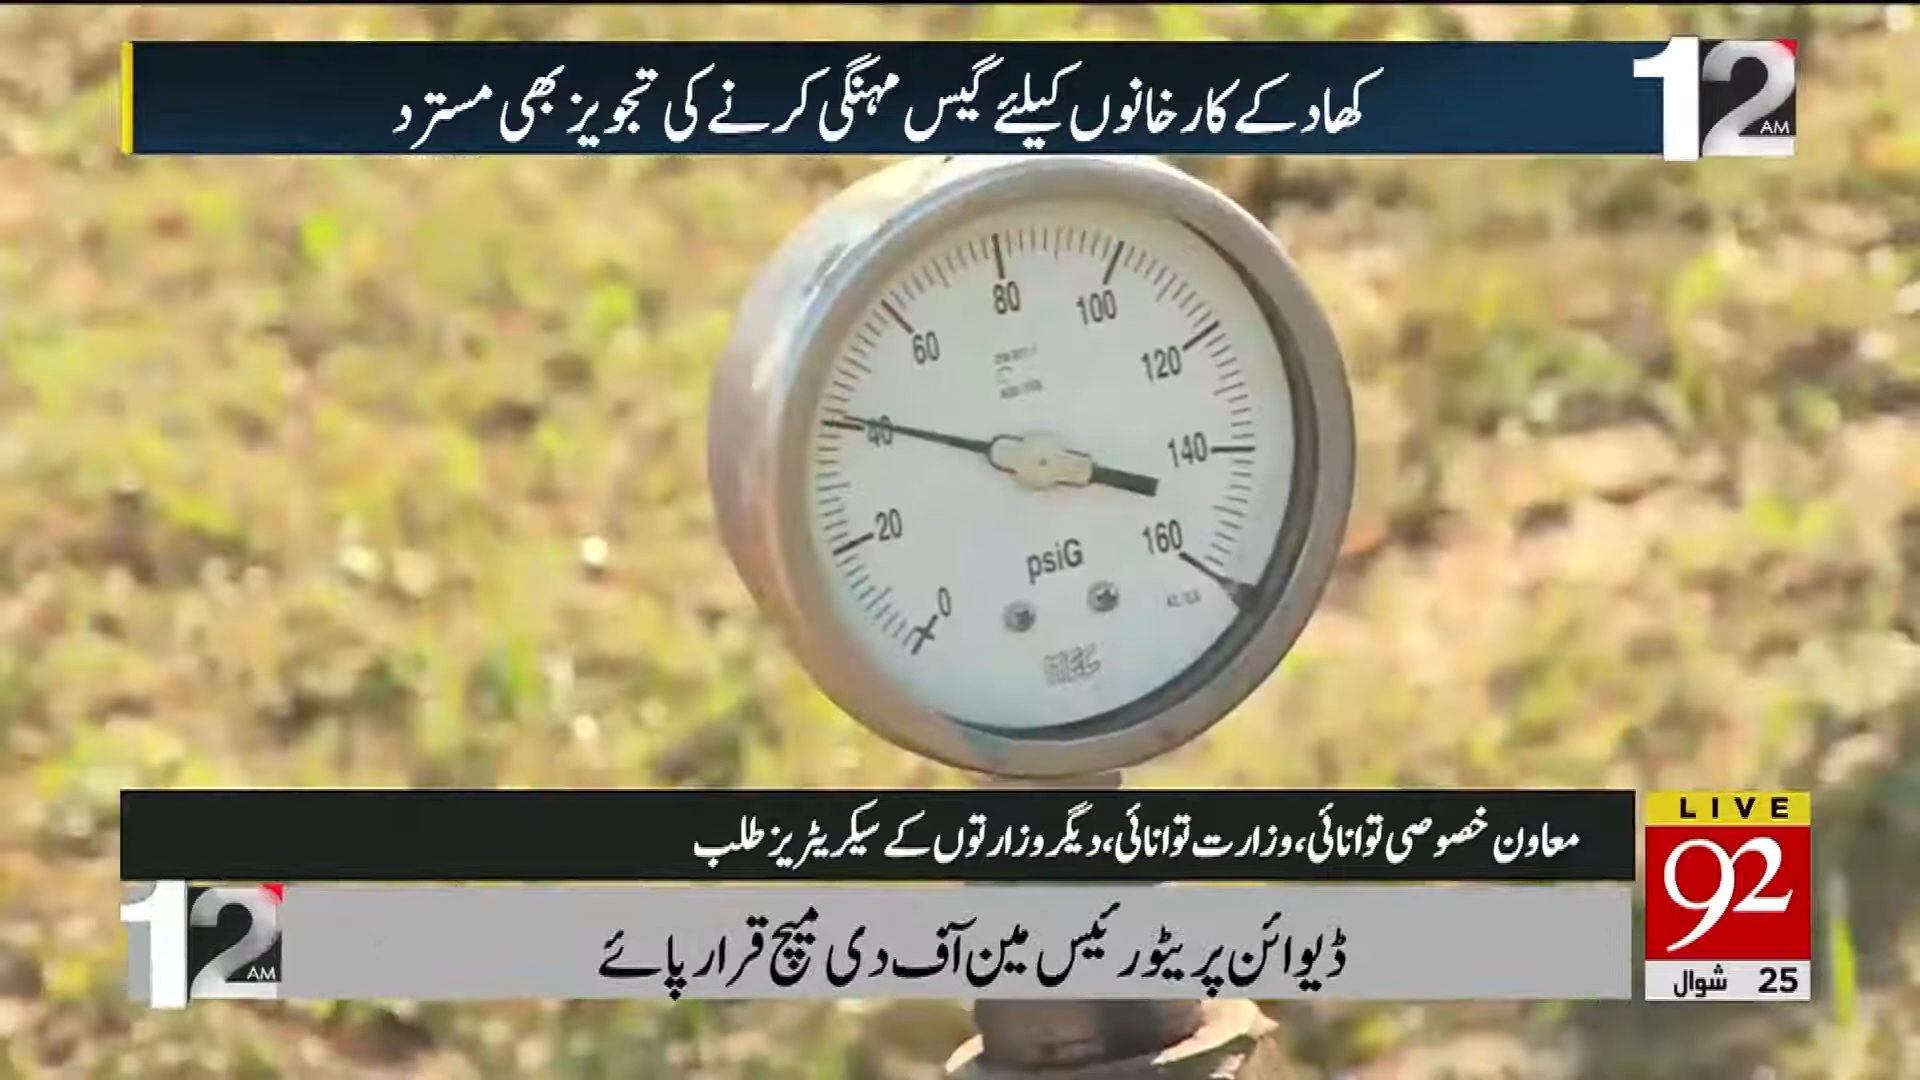 کھاد کے کارخانوں کیلئے گیس مہنگی کرنے کی تجویز بھی مسترد
12 AM
80
100
60
120
40
140
20
160
psiG
0
معاون خصوصی توانائی، وزارت توانائی، دیگر وزارتوں کے سیکریٹریز طلب
LIVE
92
12 AM
ڈیوائن پریٹورئیس مین آف دی میچ قرار پائے
25 شوال